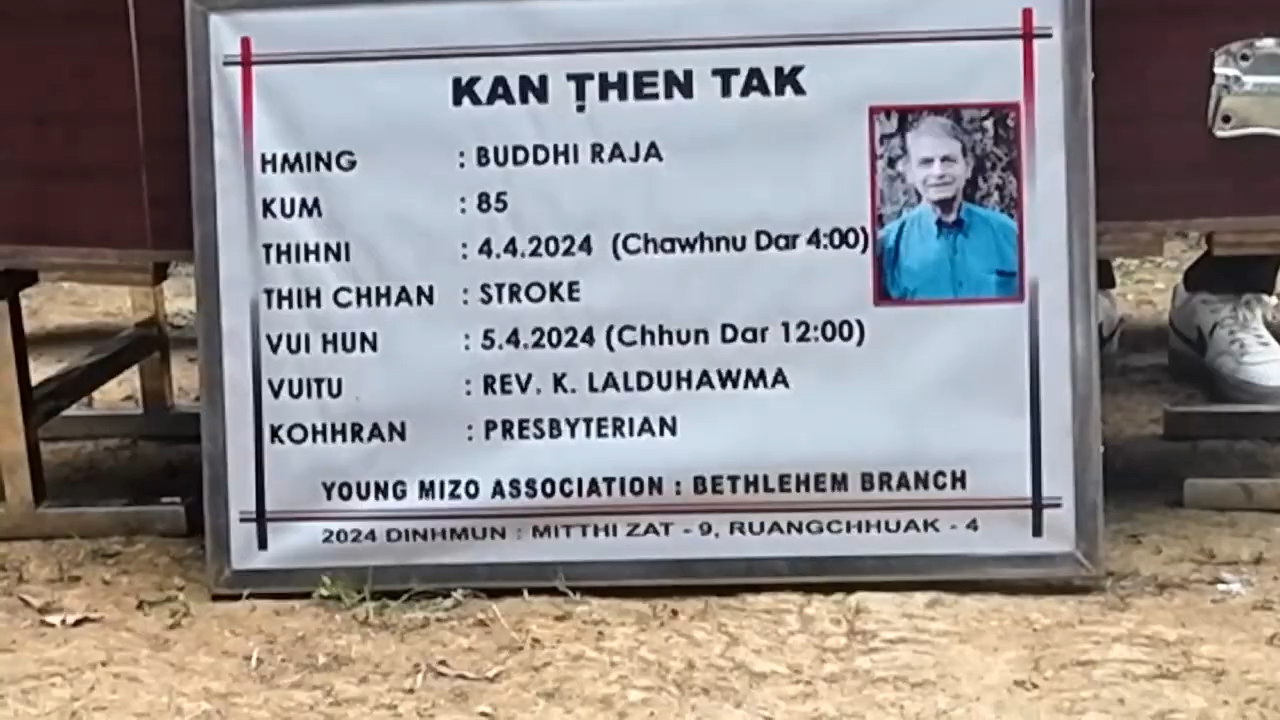 KAN ṬHEN TAK
HMING : BUDDHI RAJA
KUM : 85
THIHNI : 4.4.2024 (Chawhnu Dar 4:00)
THIH CHHAN : STROKE
VUI HUN : 5.4.2024 (Chhun Dar 12:00)
VUITU : REV. K. LALDUHAWMA
KOHHRAN : PRESBYTERIAN
YOUNG MIZO ASSOCIATION : BETHLEHEM BRANCH
2024 DINHMUN : MITTHI ZAT - 9, RUANGCHHUAK - 4